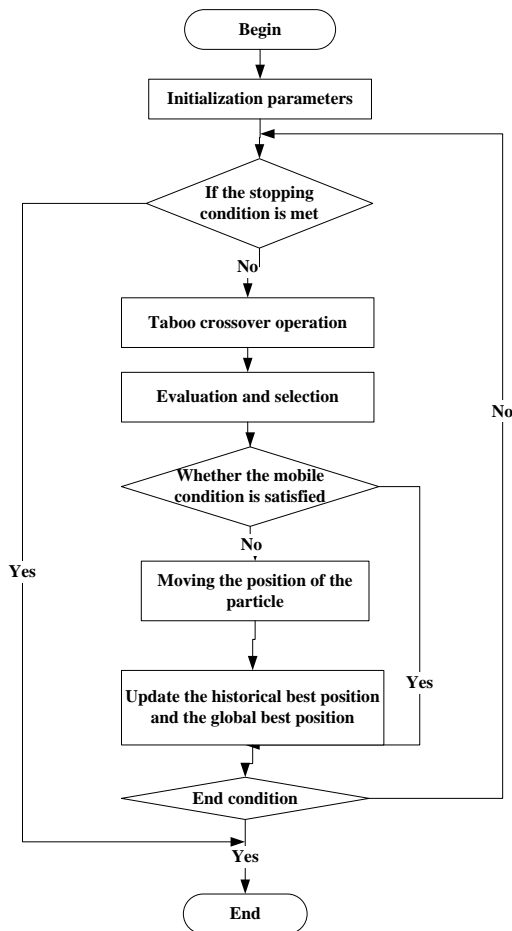 Begin
Initialization parameters
If the stopping
condition is met
No
Taboo crossover operation
Evaluation and selection
No
Whether the mobile
condition is satisfied
No
Yes
Moving the position of the
particle
Yes
Update the historical best position
and the global best position
End condition
Yes
End